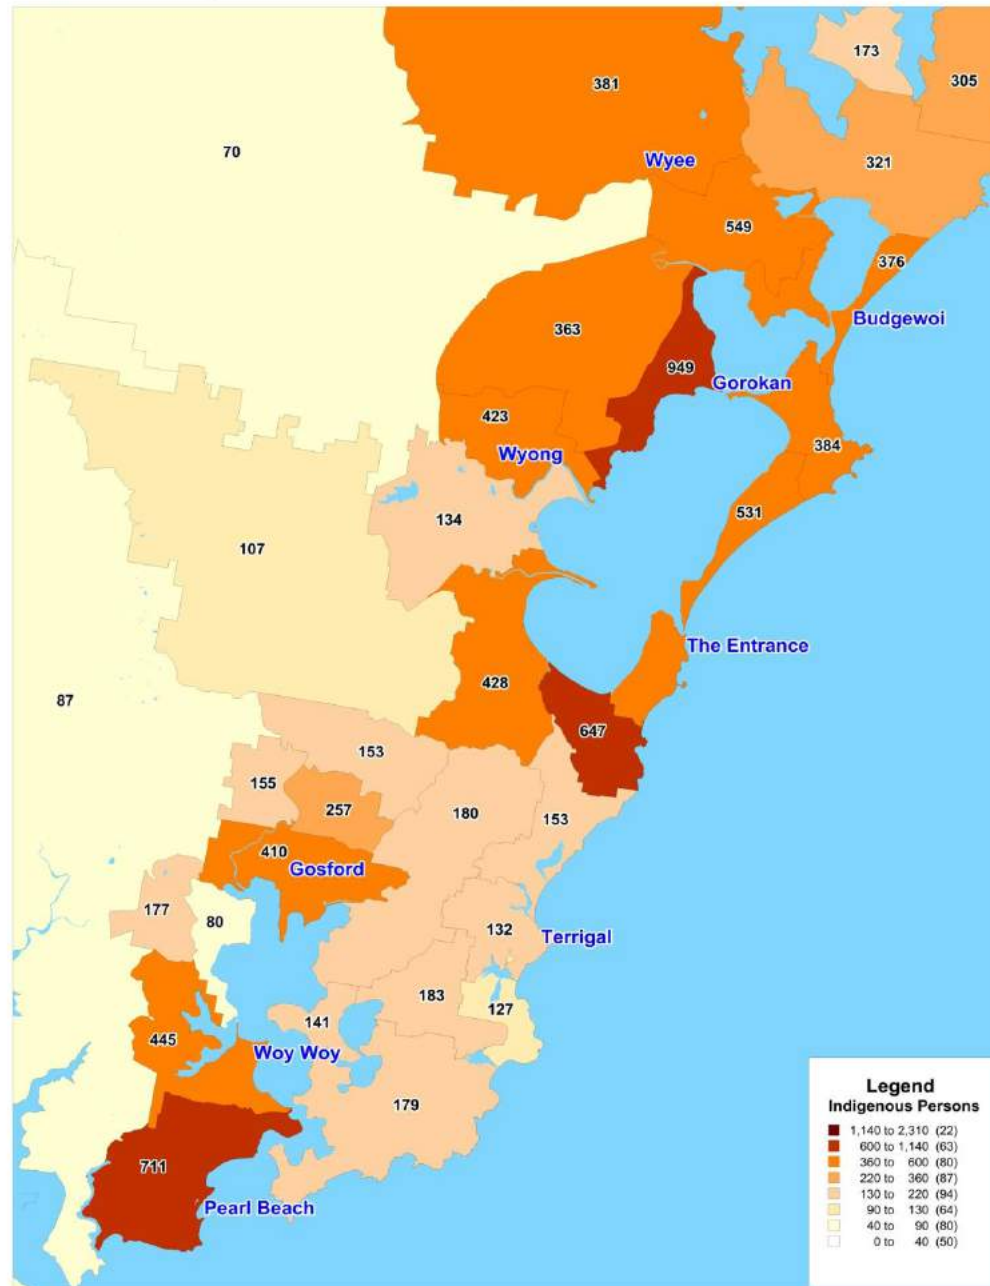 173
381
305
70
Wyee
321
549
376
Budgewoi
363
949
Gorokan
423
Wyong
384
531
134
107
The Entrance
428
87
647
153
155
257
180
153
410
Gosford
177
80
132
Terrigal
183
127
141
445
Woy Woy
179
711
Pearl Beach
Legend
Indigenous Persons
1,140 to 2,310 (22)
600 to 1,140 (63)
360 to 600 (80)
220 to 360 (87)
130 to 220 (94)
90 to 130 (64)
40 to 90 (80)
0 to 40 (50)